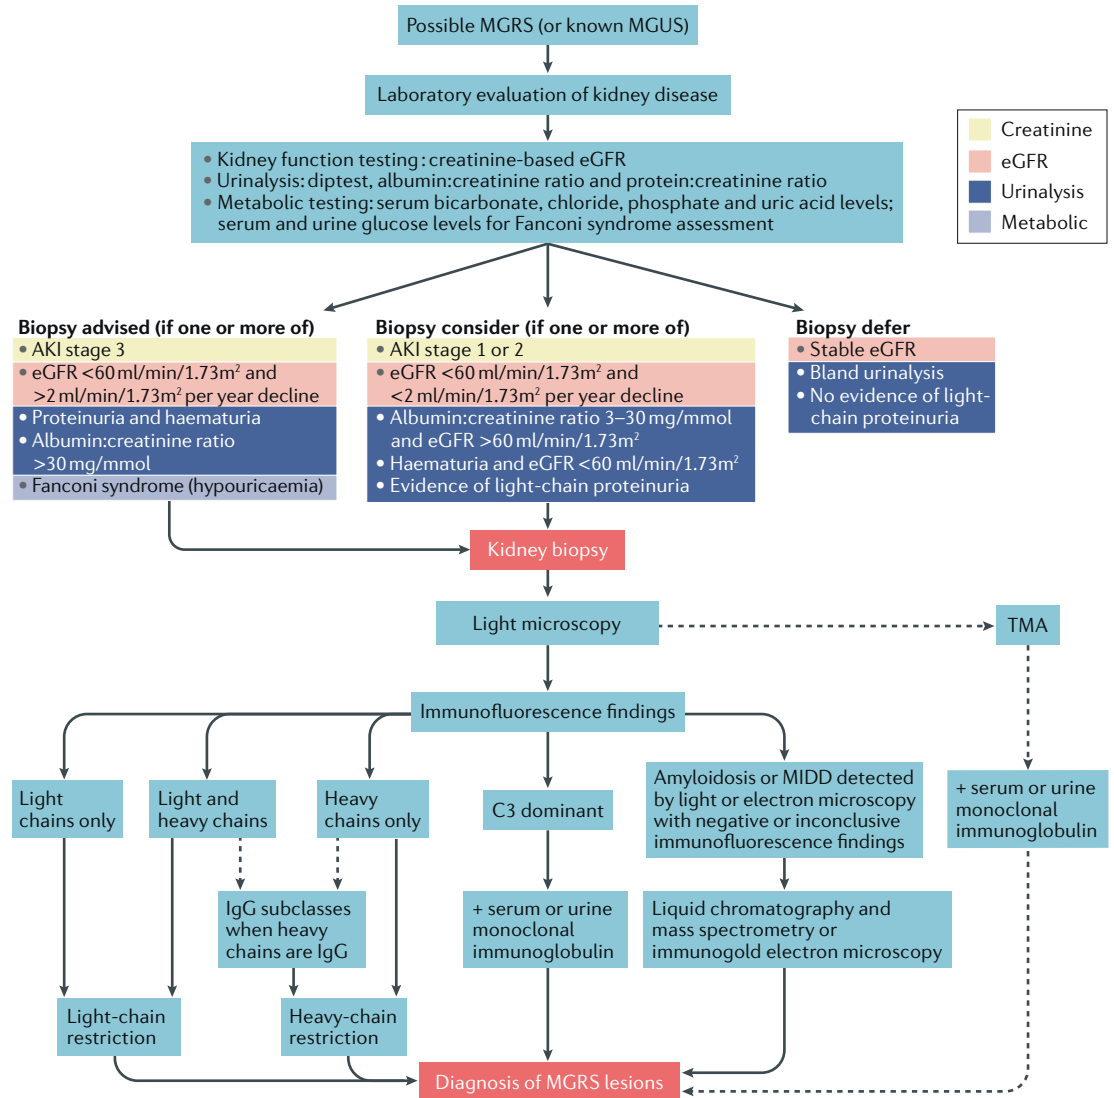 Possible MGRS (or known MGUS)
Laboratory evaluation of kidney disease
• Kidney function testing: creatinine-based eGFR
• Urinalysis: diptest, albumin:creatinine ratio and protein:creatinine ratio
• Metabolic testing: serum bicarbonate, chloride, phosphate and uric acid levels;
serum and urine glucose levels for Fanconi syndrome assessment
Creatinine
eGFR
Urinalysis
Metabolic
Biopsy advised (if one or more of)
• AKI stage 3
• eGFR <60 ml/min/1.73m² and
>2 ml/min/1.73m² per year decline
• Proteinuria and haematuria
• Albumin:creatinine ratio
>30 mg/mmol
• Fanconi syndrome (hypouricaemia)
Biopsy consider (if one or more of)
• AKI stage 1 or 2
• eGFR <60 ml/min/1.73m² and
<2 ml/min/1.73m² per year decline
• Albumin:creatinine ratio 3–30 mg/mmol
and eGFR >60 ml/min/1.73m²
• Haematuria and eGFR <60 ml/min/1.73m²
• Evidence of light-chain proteinuria
Biopsy defer
• Stable eGFR
• Bland urinalysis
• No evidence of light-
chain proteinuria
Kidney biopsy
Light microscopy
TMA
Immunofluorescence findings
Light
chains only
Light and
heavy chains
Heavy
chains only
C3 dominant
Amyloidosis or MIDD detected
by light or electron microscopy
with negative or inconclusive
immunofluorescence findings
+ serum or urine
monoclonal
immunoglobulin
IgG subclasses
when heavy
chains are IgG
+ serum or urine
monoclonal
immunoglobulin
Liquid chromatography and
mass spectrometry or
immunogold electron microscopy
Light-chain
restriction
Heavy-chain
restriction
Diagnosis of MGRS lesions